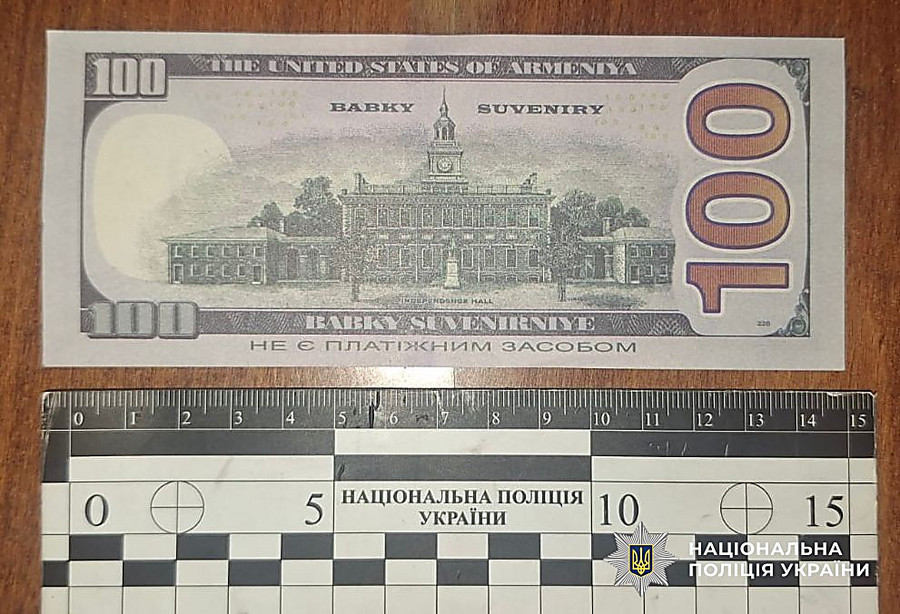 100
THE UNITED STATES OF ARMENIYA
BABKY SUVENIRY
100
INDEPENDENCE HALL
100
BABKY SUVENIRNIYE
228
НЕ Є ПЛАТІЖНИМ ЗАСОБОМ
0 1 2 3 4 5 6 7 8 9 10 11 12 13 14 15
0 5 НАЦІОНАЛЬНА ПОЛІЦІЯ 10 15
УКРАЇНИ
НАЦІОНАЛЬНА
ПОЛІЦІЯ УКРАЇНИ